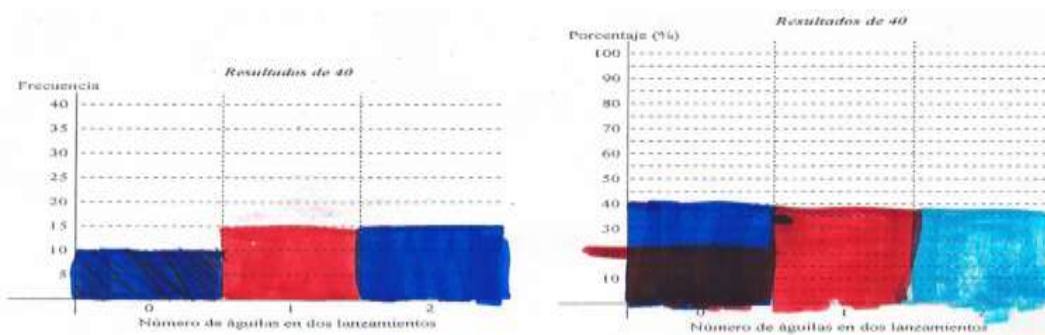 Resultados de 40
Frecuencia
40
35
30
25
20
15
10
5
0 1 2
Número de águilas en dos lanzamientos
Resultados de 40
Porcentaje (%)
100
90
80
70
60
50
40
30
10
0
Número de águilas en dos lanzamientos